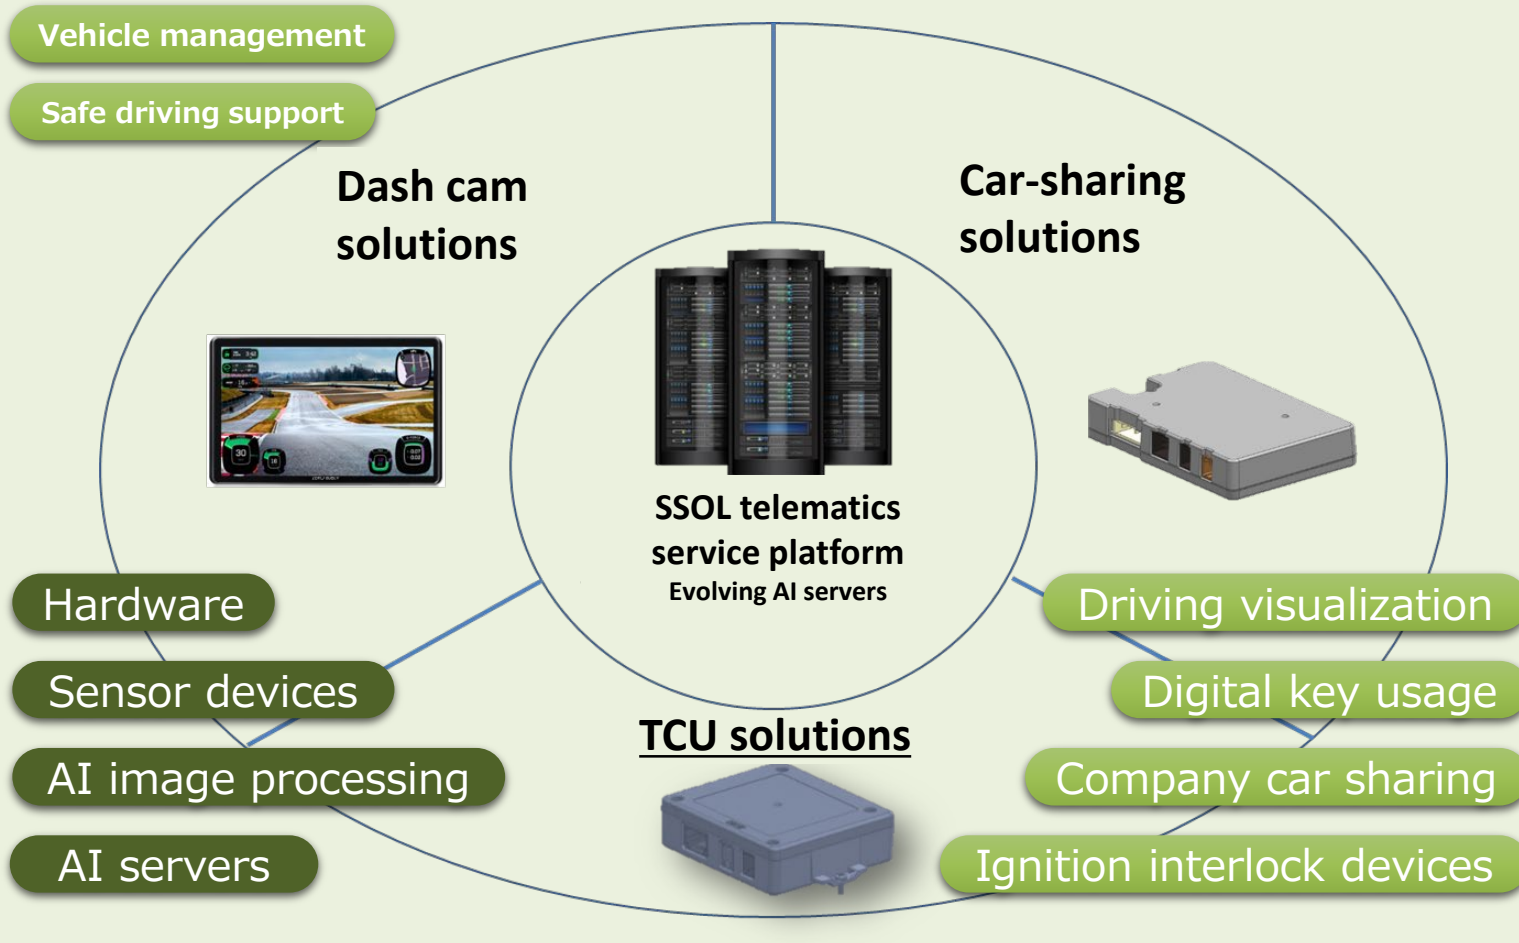 Vehicle management
Safe driving support
Dash cam
solutions
Car-sharing
solutions
SSOL telematics
service platform
Evolving AI servers
Hardware
Sensor devices
AI image processing
AI servers
TCU solutions
Driving visualization
Digital key usage
Company car sharing
Ignition interlock devices